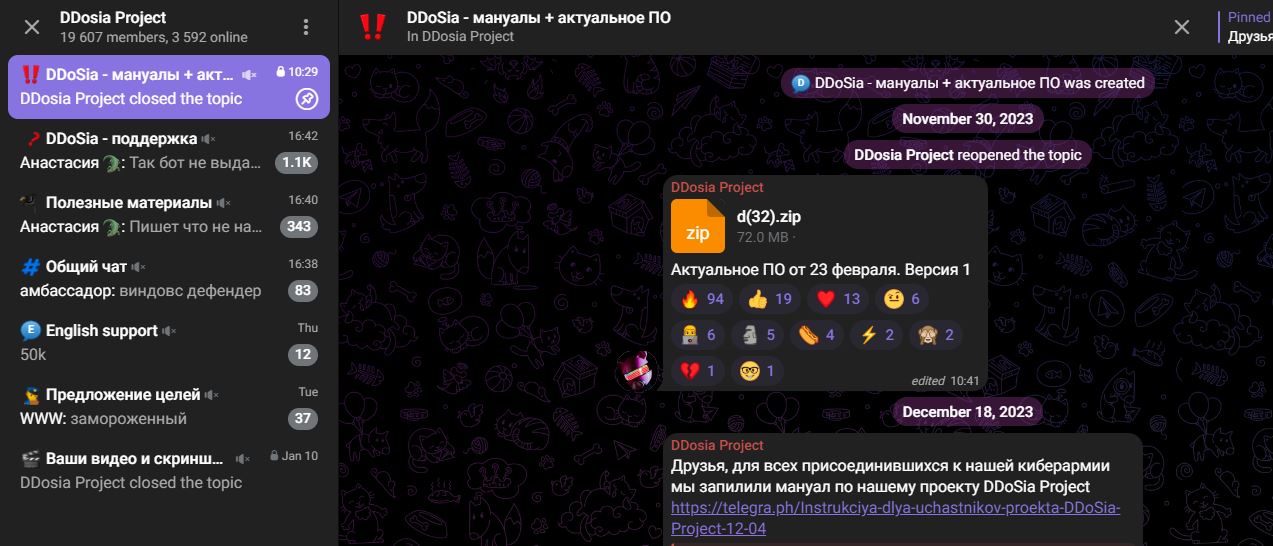 DDosia Project
19 607 members, 3 592 online
DDoSia - мануалы + акт...
10:29
DDosia Project closed the topic
DDoSia - поддержка
16:42
Анастасия : Так бот не выда...
1.1K
Полезные материалы
16:40
Анастасия : Пишет что не на...
343
Общий чат
16:38
амбассадор: виндовс дефендер
83
English support
Thu
50k
12
Предложение целей
Tue
WWW: замороженный
37
Ваши видео и скринш...
Jan 10
DDosia Project closed the topic
DDoSia - мануалы + актуальное ПО
In DDosia Project
Pinned
Друзья
DDoSia - мануалы + актуальное ПО was created
November 30, 2023
DDosia Project reopened the topic
DDosia Project
zip
d(32).zip
72.0 MB ·
Актуальное ПО от 23 февраля. Версия 1
94 19 13 6
6 5 4 2 2
1 1
edited 10:41
December 18, 2023
DDosia Project
Друзья, для всех присоединившихся к нашей киберармии
мы запилили мануал по нашему проекту DDoSia Project
https://telegra.ph/Instrukciya-dlya-uchastnikov-proekta-DDoSia-
Project-12-04